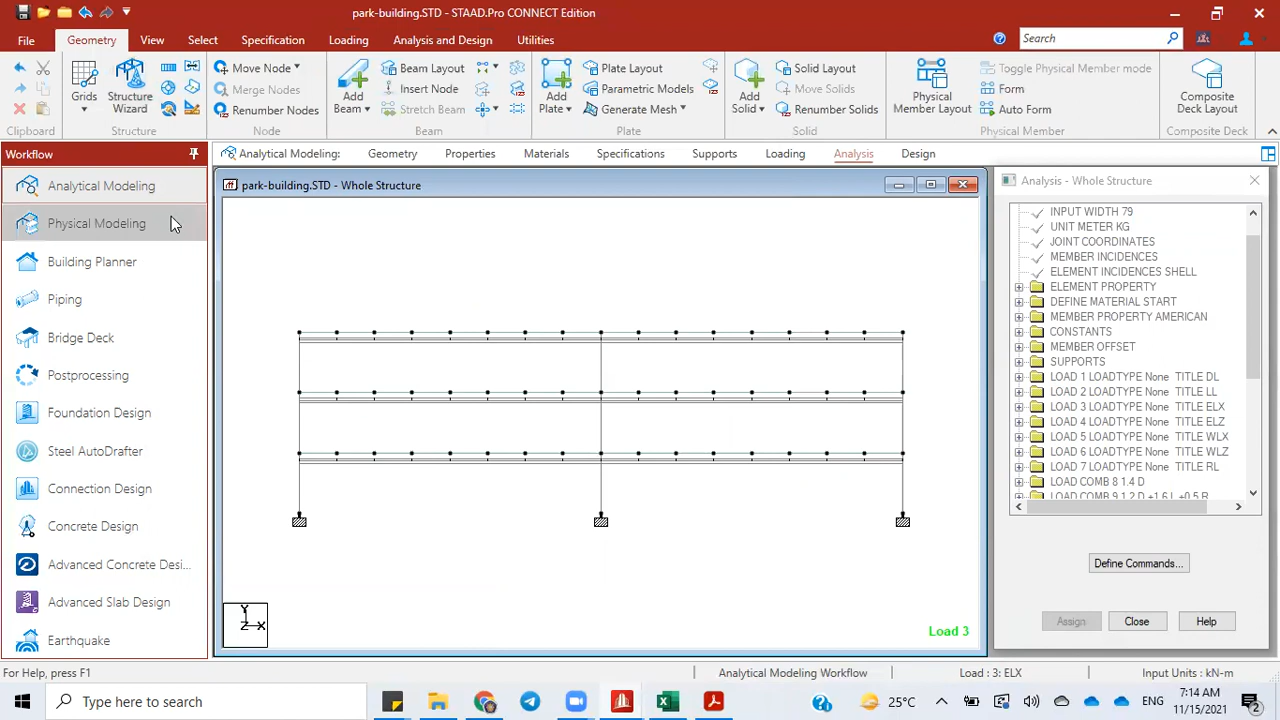 park-building.STD - STAAD.Pro CONNECT Edition
File Geometry View Select Specification Loading Analysis and Design Utilities Search
Move Node Beam Layout Plate Layout Solid Layout Toggle Physical Member mode
Merge Nodes Insert Node Parametric Models Move Solids Form
Grids Structure Wizard Renumber Nodes Add Beam Stretch Beam Add Plate Generate Mesh Add Solid Renumber Solids Physical Member Layout Auto Form Composite Deck Layout
Clipboard Structure Node Beam Plate Solid Physical Member Composite Deck
Workflow
Analytical Modeling: Geometry Properties Materials Specifications Supports Loading Analysis Design
Analytical Modeling
Physical Modeling
Building Planner
Piping
Bridge Deck
Postprocessing
Foundation Design
Steel AutoDrafter
Connection Design
Concrete Design
Advanced Concrete Desi...
Advanced Slab Design
Earthquake
park-building.STD - Whole Structure
Y
Z X
Load 3
Analysis - Whole Structure
INPUT WIDTH 79
UNIT METER KG
JOINT COORDINATES
MEMBER INCIDENCES
ELEMENT INCIDENCES SHELL
ELEMENT PROPERTY
DEFINE MATERIAL START
MEMBER PROPERTY AMERICAN
CONSTANTS
MEMBER OFFSET
SUPPORTS
LOAD 1 LOADTYPE None TITLE DL
LOAD 2 LOADTYPE None TITLE LL
LOAD 3 LOADTYPE None TITLE ELX
LOAD 4 LOADTYPE None TITLE ELZ
LOAD 5 LOADTYPE None TITLE WLX
LOAD 6 LOADTYPE None TITLE WLZ
LOAD 7 LOADTYPE None TITLE RL
LOAD COMB 8 1.4 D
LOAD COMB 9 1.2 D +1.6 L +0.5 R
Define Commands...
Assign Close Help
For Help, press F1 Analytical Modeling Workflow Load : 3: ELX Input Units : kN-m
Type here to search 25°C ENG 7:14 AM
11/15/2021 2